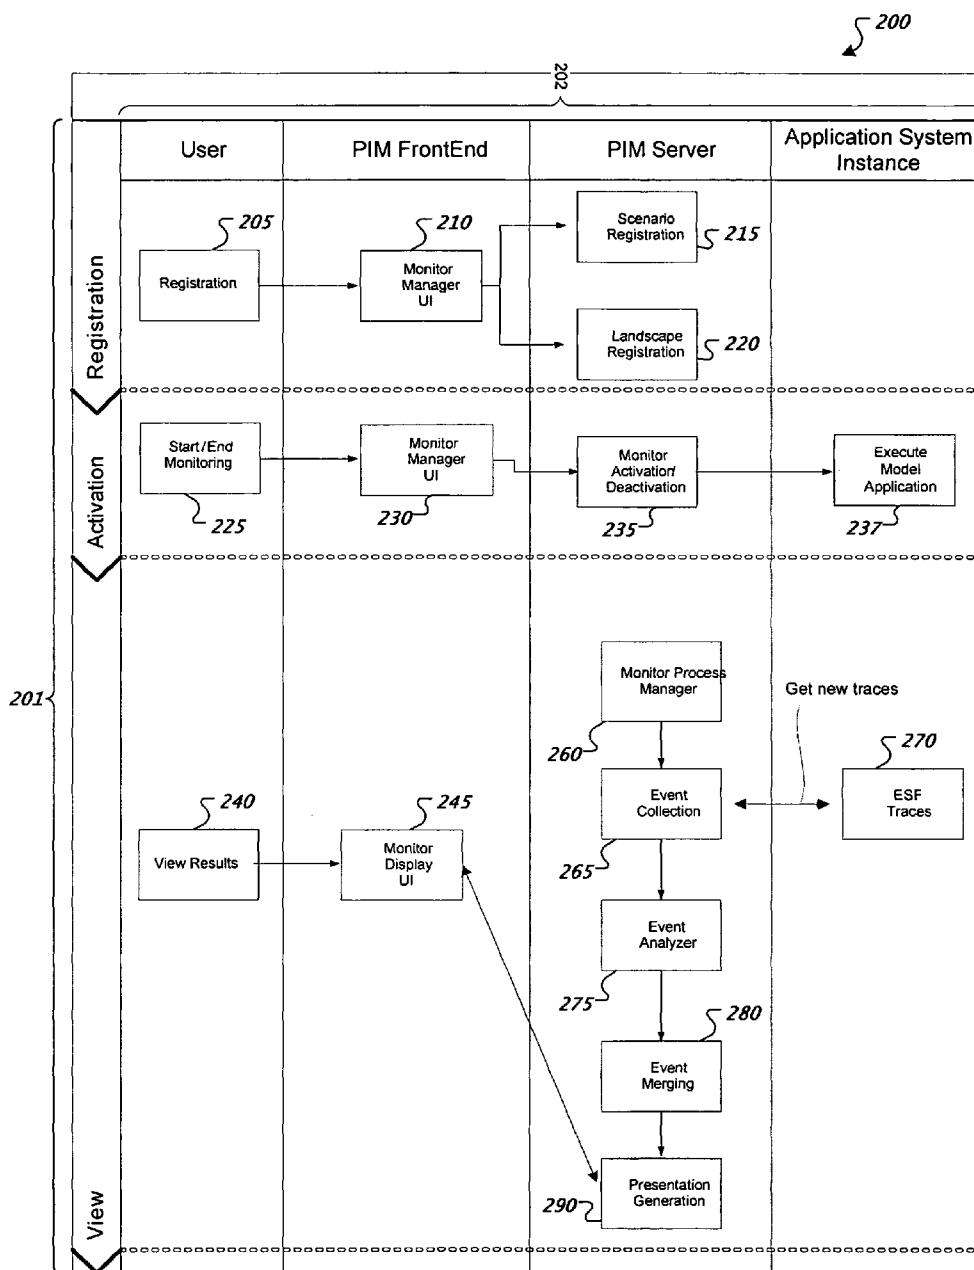 200
202
User
PIM FrontEnd
PIM Server
Application System
Instance
Registration
205
Registration
210
Monitor
Manager
UI
Scenario
Registration
215
Landscape
Registration
220
Activation
Start/End
Monitoring
225
Monitor
Manager
UI
230
Monitor
Activation/
Deactivation
235
Execute
Model
Application
237
201
View
Monitor Process
Manager
260
Get new traces
Event
Collection
265
270
ESF
Traces
240
View Results
245
Monitor
Display
UI
Event
Analyzer
275
280
Event
Merging
Presentation
Generation
290